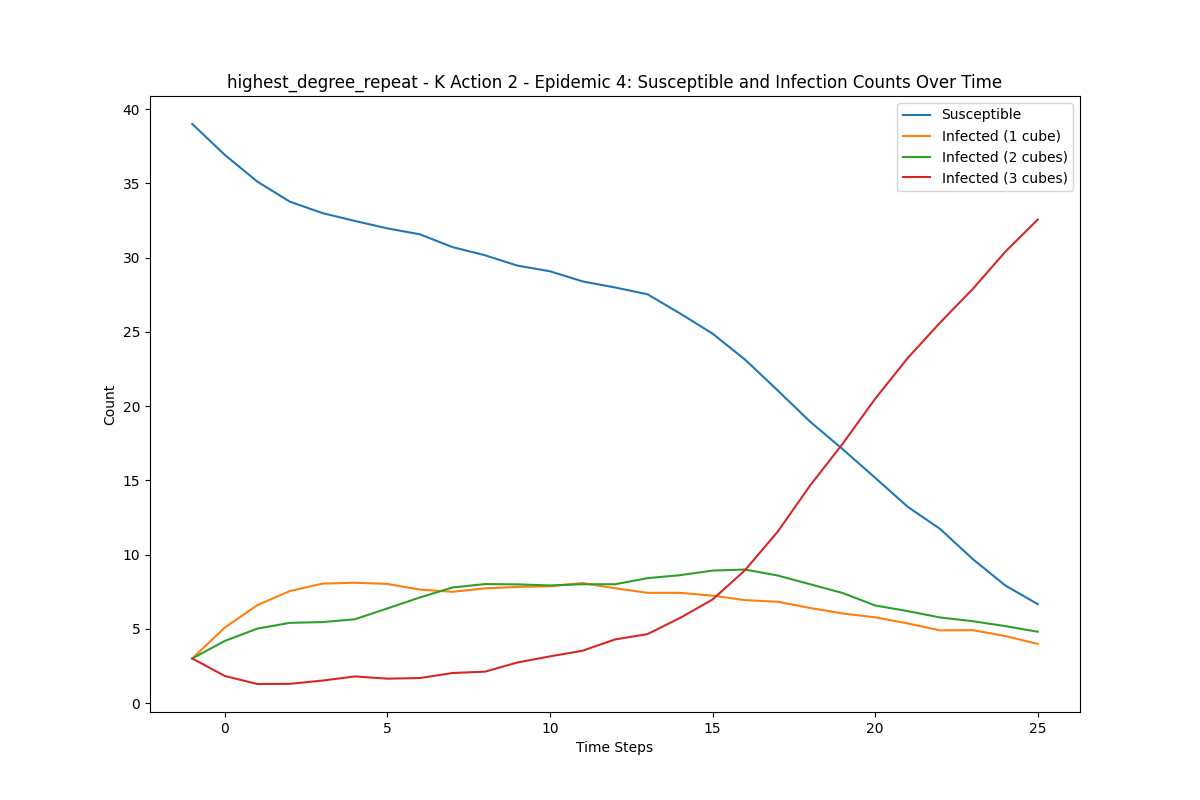 highest_degree_repeat - K Action 2 - Epidemic 4: Susceptible and Infection Counts Over Time
Susceptible
Infected (1 cube)
Infected (2 cubes)
Infected (3 cubes)
Count
40
35
30
25
20
15
10
5
0
0 5 10 15 20 25
Time Steps